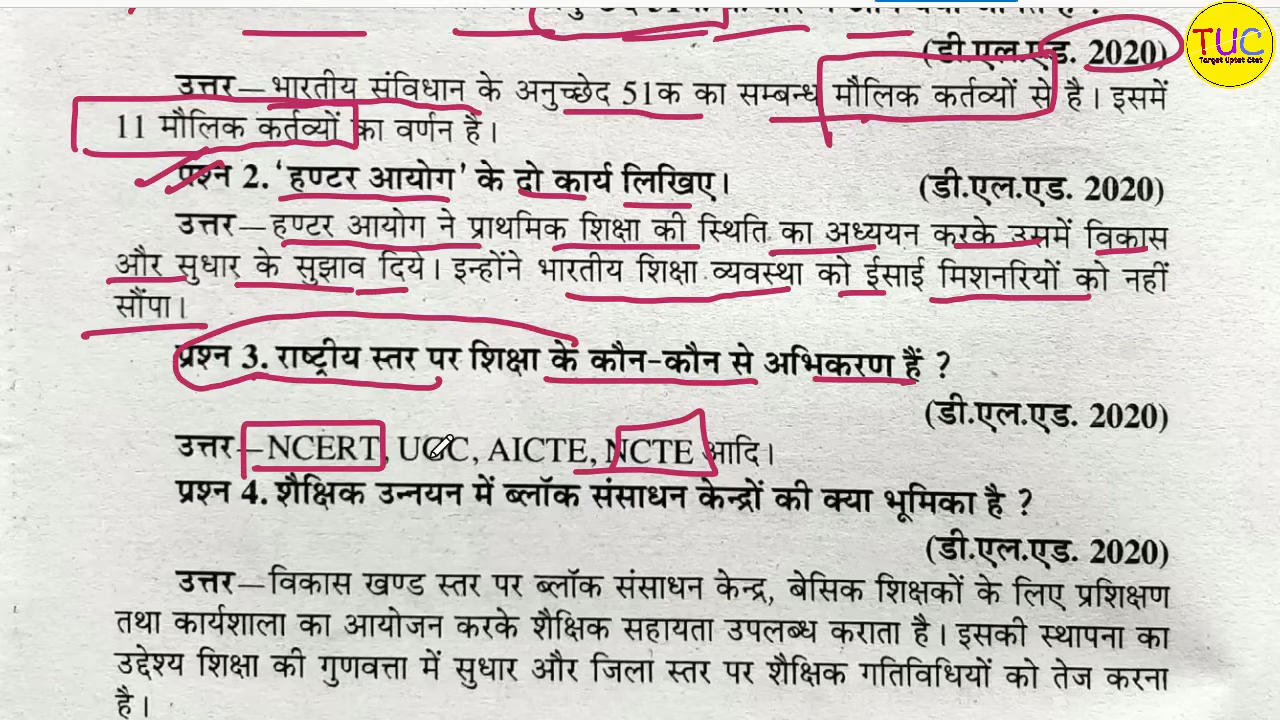 (डी.एल.एड. 2020)
TUC
Target Uptet Ctet
उत्तर–भारतीय संविधान के अनुच्छेद 51क का सम्बन्ध मौलिक कर्तव्यों से है। इसमें
11 मौलिक कर्तव्यों का वर्णन है।
प्रश्न 2. 'हण्टर आयोग' के दो कार्य लिखिए। (डी.एल.एड. 2020)
उत्तर–हण्टर आयोग ने प्राथमिक शिक्षा की स्थिति का अध्ययन करके उसमें विकास
और सुधार के सुझाव दिये। इन्होंने भारतीय शिक्षा व्यवस्था को ईसाई मिशनरियों को नहीं
सौंपा।
प्रश्न 3. राष्ट्रीय स्तर पर शिक्षा के कौन-कौन से अभिकरण हैं ?
(डी.एल.एड. 2020)
उत्तर–NCERT, UGC, AICTE, NCTE आदि।
प्रश्न 4. शैक्षिक उन्नयन में ब्लॉक संसाधन केन्द्रों की क्या भूमिका है ?
(डी.एल.एड. 2020)
उत्तर–विकास खण्ड स्तर पर ब्लॉक संसाधन केन्द्र, बेसिक शिक्षकों के लिए प्रशिक्षण
तथा कार्यशाला का आयोजन करके शैक्षिक सहायता उपलब्ध कराता है। इसकी स्थापना का
उद्देश्य शिक्षा की गुणवत्ता में सुधार और जिला स्तर पर शैक्षिक गतिविधियों को तेज करना
है।